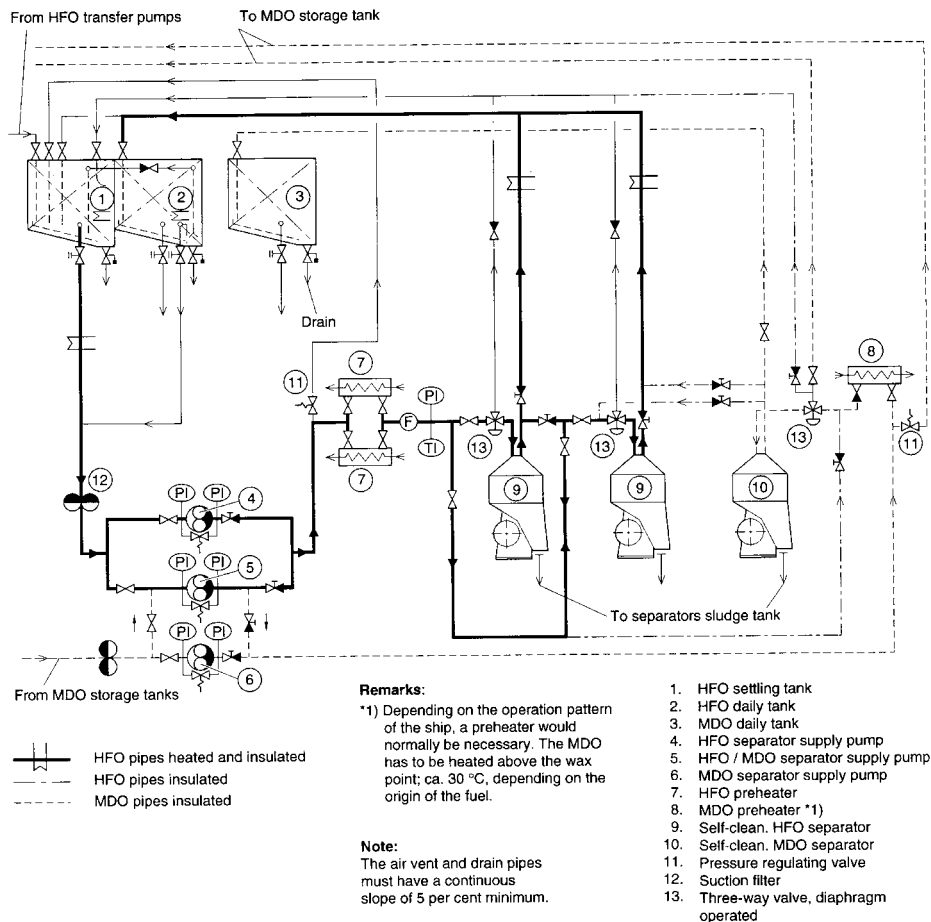 From HFO transfer pumps
To MDO storage tank
1
2
3
Drain
7
8
11
PI
F
TI
13
13
13
11
7
12
9
9
10
PI
PI
4
PI
PI
5
To separators sludge tank
PI
PI
6
From MDO storage tanks
HFO pipes heated and insulated
HFO pipes insulated
MDO pipes insulated
Remarks:
*1) Depending on the operation pattern
of the ship, a preheater would
normally be necessary. The MDO
has to be heated above the wax
point; ca. 30 °C, depending on the
origin of the fuel.
Note:
The air vent and drain pipes
must have a continuous
slope of 5 per cent minimum.
1. HFO settling tank
2. HFO daily tank
3. MDO daily tank
4. HFO separator supply pump
5. HFO / MDO separator supply pump
6. MDO separator supply pump
7. HFO preheater
8. MDO preheater *1)
9. Self-clean. HFO separator
10. Self-clean. MDO separator
11. Pressure regulating valve
12. Suction filter
13. Three-way valve, diaphragm
operated